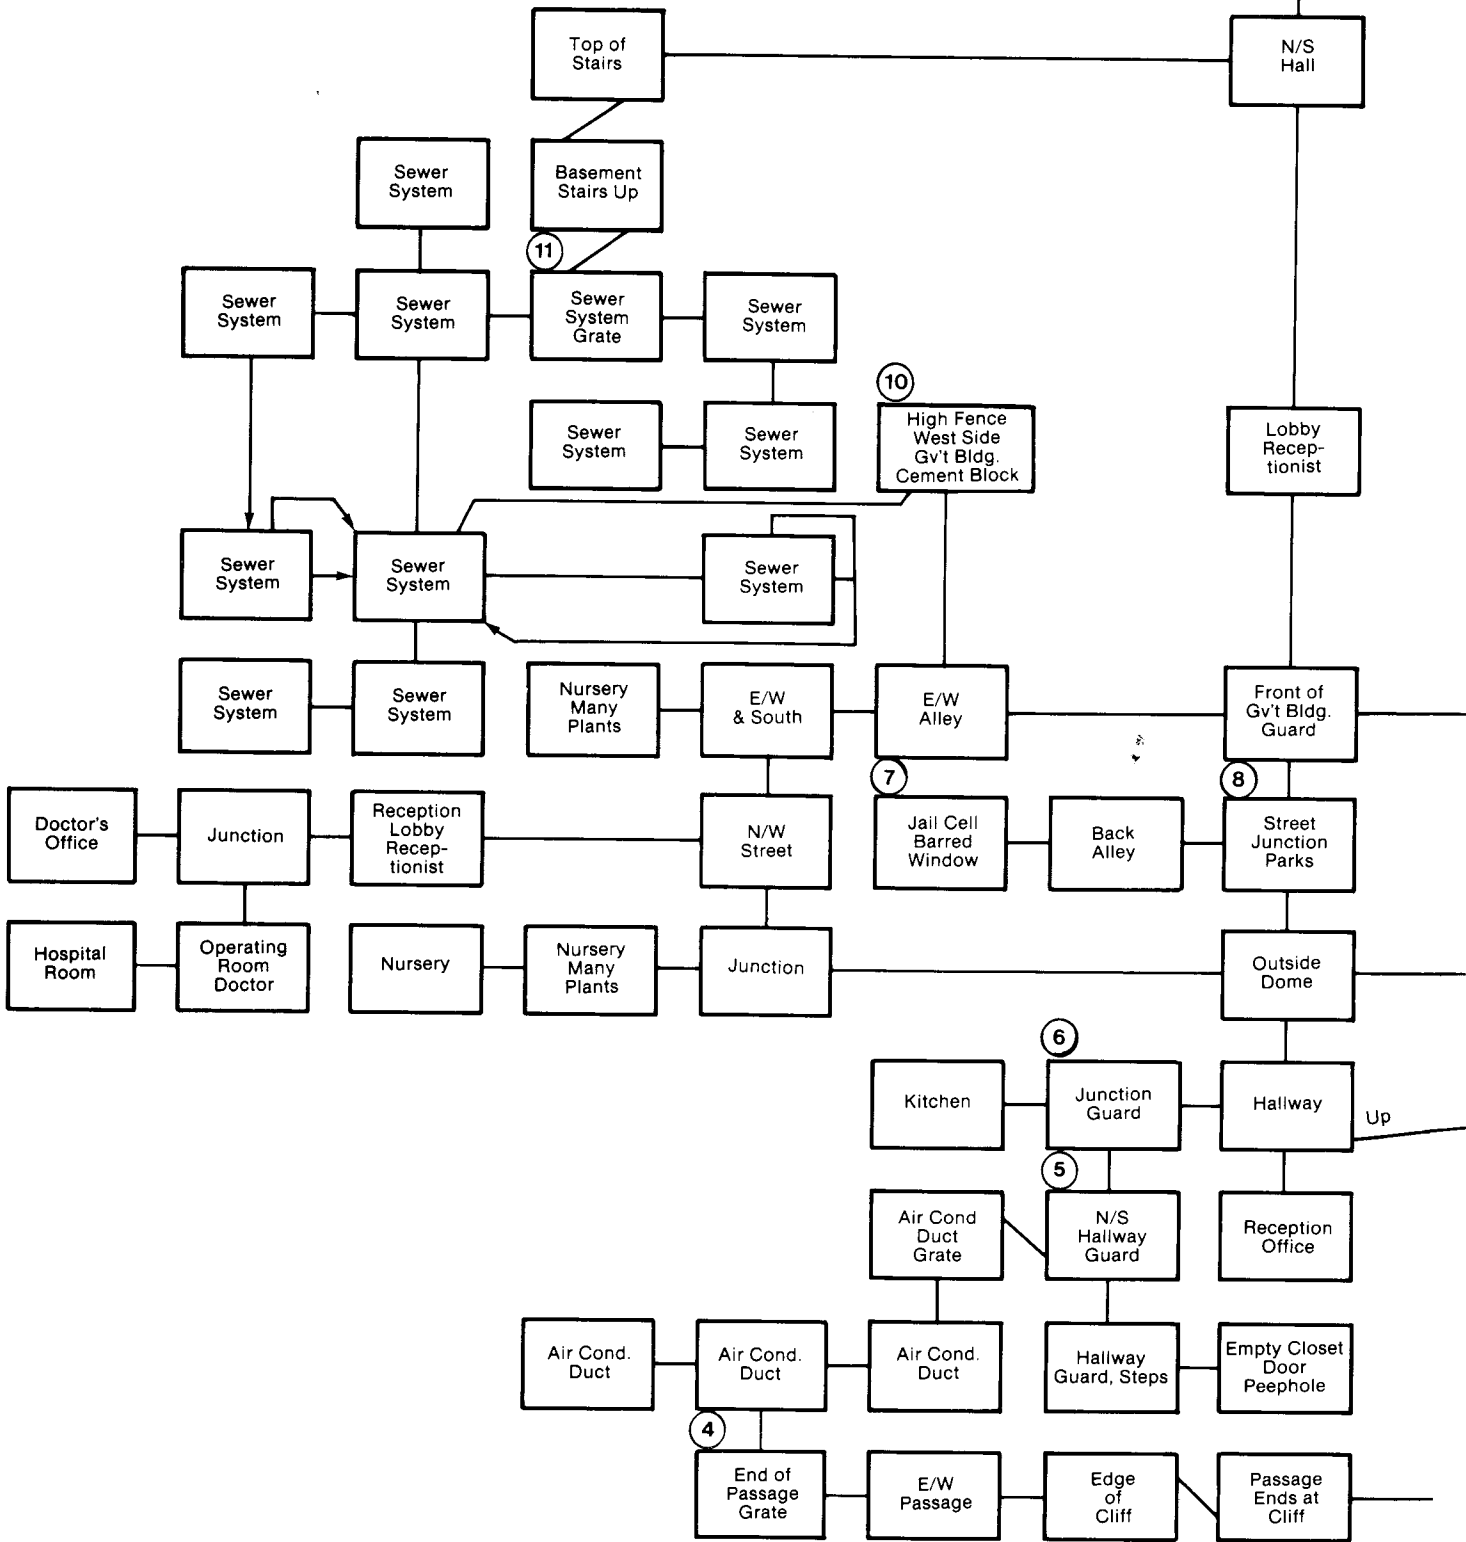 Top of
Stairs
N/S
Hall
Sewer
System
Basement
Stairs Up
11
Sewer
System
Sewer
System
Sewer
System
Grate
Sewer
System
10
Sewer
System
Sewer
System
High Fence
West Side
Gv't Bldg.
Cement Block
Lobby
Recep-
tionist
Sewer
System
Sewer
System
Sewer
System
Sewer
System
Sewer
System
Nursery
Many
Plants
E/W
& South
E/W
Alley
Front of
Gv't Bldg.
Guard
7
8
Doctor's
Office
Junction
Reception
Lobby
Recep-
tionist
N/W
Street
Jail Cell
Barred
Window
Back
Alley
Street
Junction
Parks
Hospital
Room
Operating
Room
Doctor
Nursery
Nursery
Many
Plants
Junction
Outside
Dome
6
Kitchen
Junction
Guard
Hallway
Up
5
Air Cond
Duct
Grate
N/S
Hallway
Guard
Reception
Office
Air Cond.
Duct
Air Cond.
Duct
Air Cond.
Duct
Hallway
Guard, Steps
Empty Closet
Door
Peephole
4
End of
Passage
Grate
E/W
Passage
Edge
of
Cliff
Passage
Ends at
Cliff